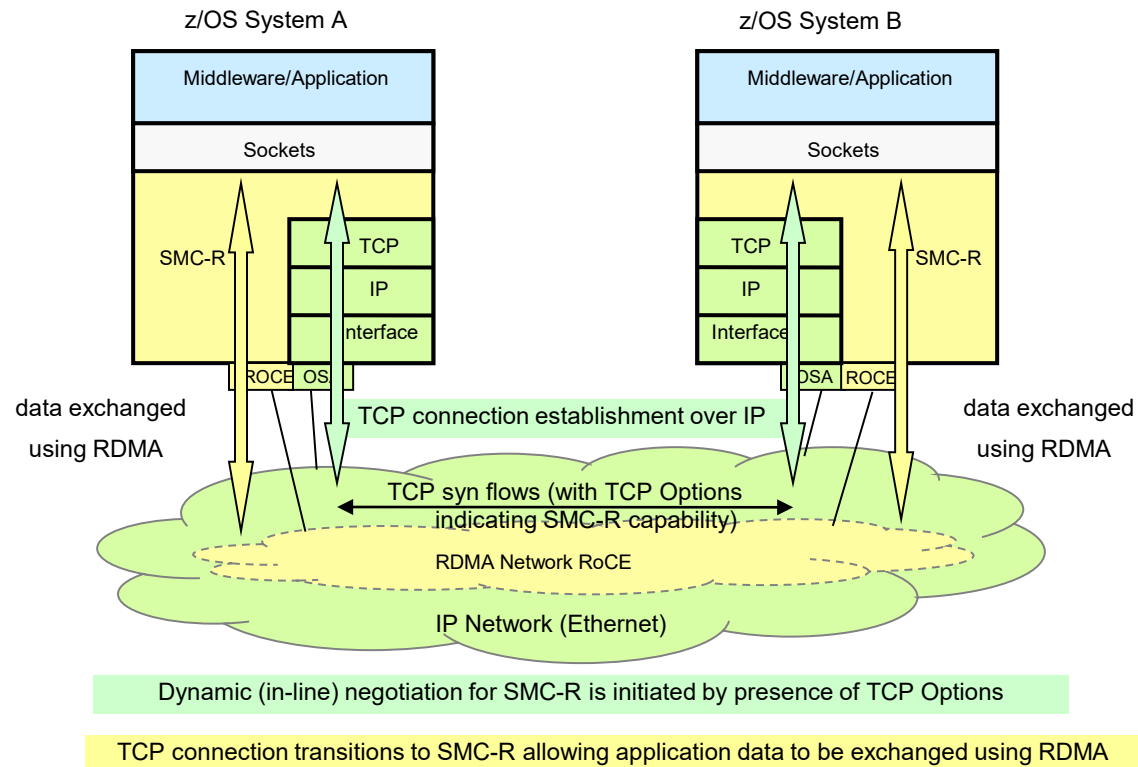 z/OS System A
z/OS System B
Middleware/Application
Middleware/Application
Sockets
Sockets
SMC-R
TCP
IP
nterface
TCP
IP
Interface
SMC-R
ROCE
OSA
OSA
ROCE
data exchanged
using RDMA
TCP connection establishment over IP
data exchanged
using RDMA
TCP syn flows (with TCP Options
indicating SMC-R capability)
RDMA Network RoCE
IP Network (Ethernet)
Dynamic (in-line) negotiation for SMC-R is initiated by presence of TCP Options
TCP connection transitions to SMC-R allowing application data to be exchanged using RDMA